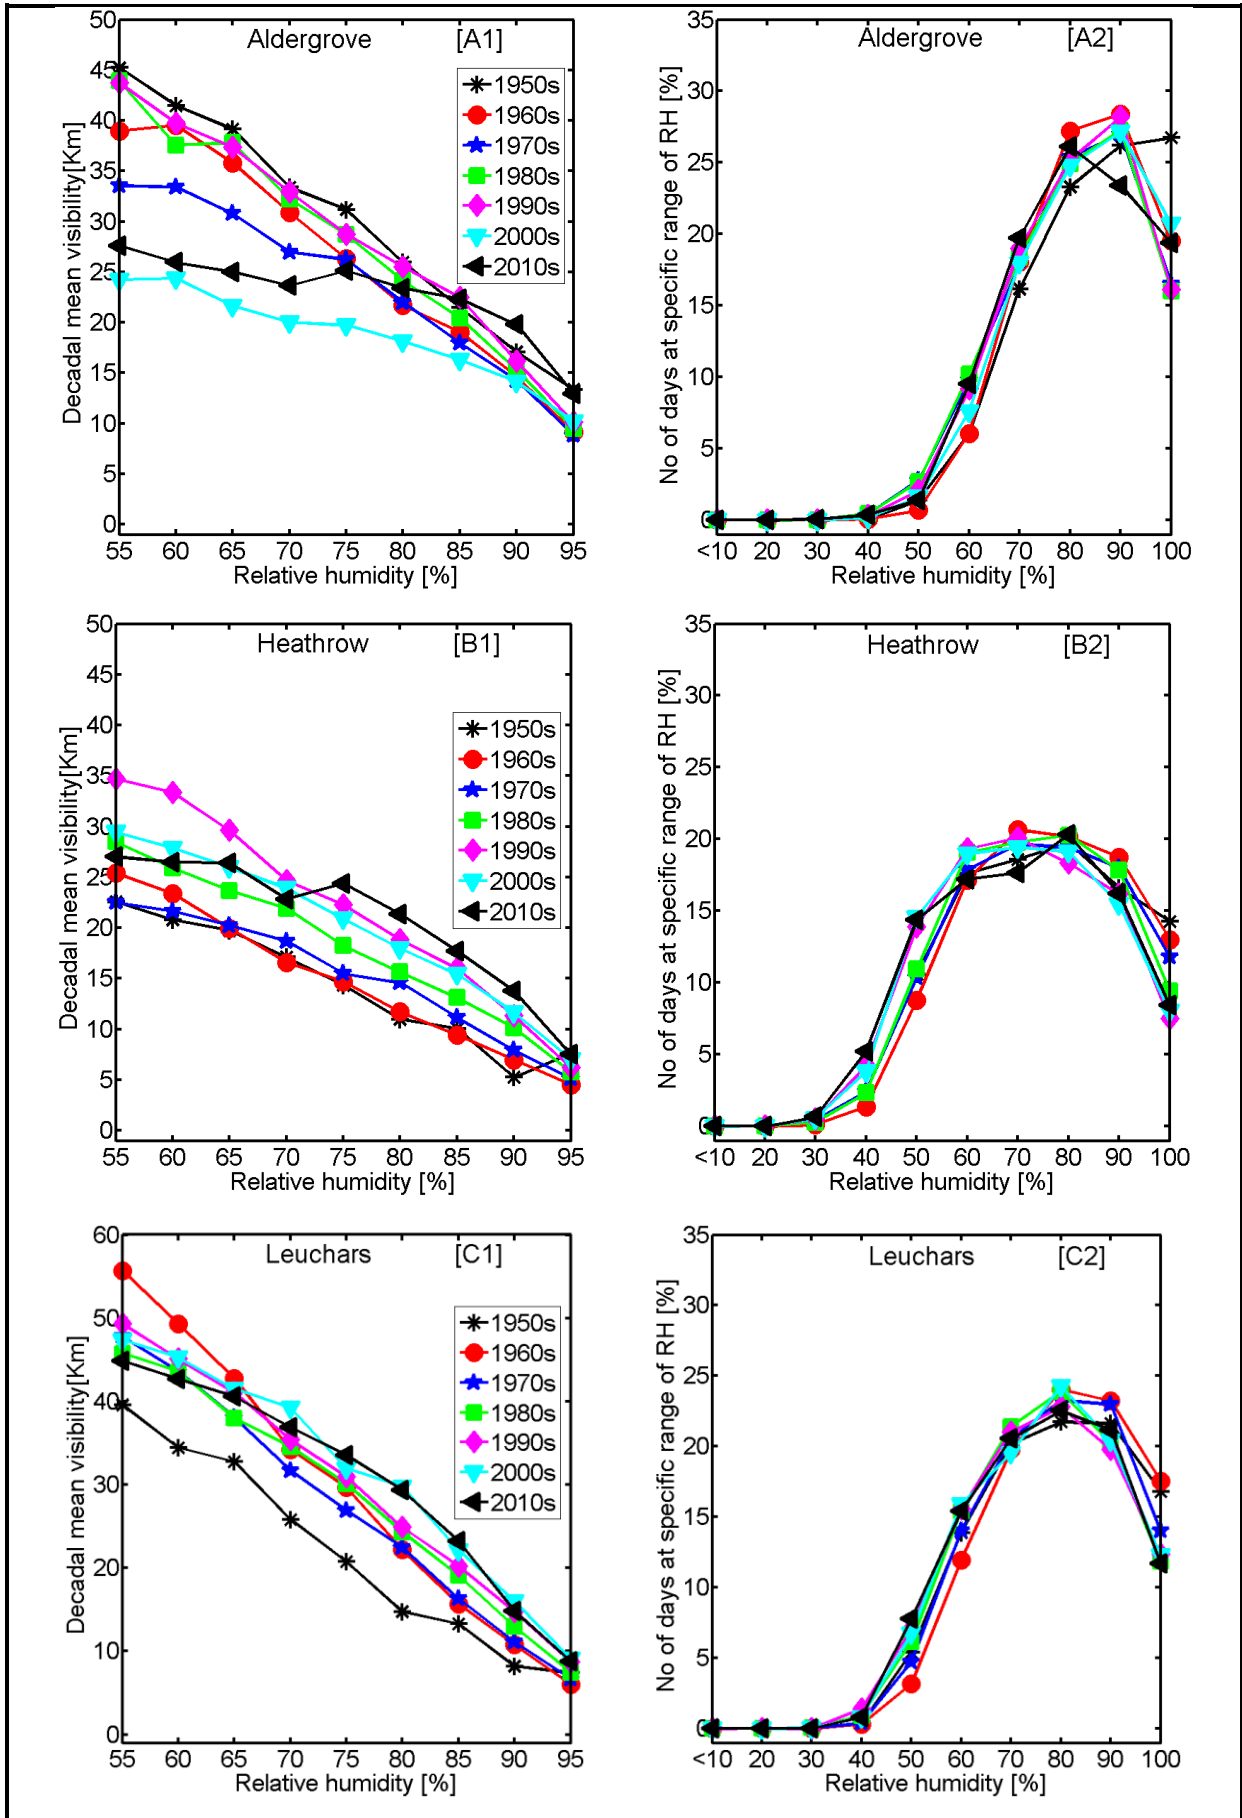 Aldergrove [A1]
Decadal mean visibility[Km]
50
45
40
35
30
25
20
15
10
5
0
1950s
1960s
1970s
1980s
1990s
2000s
2010s
55 60 65 70 75 80 85 90 95
Relative humidity [%]
Aldergrove [A2]
No of days at specific range of RH [%]
35
30
25
20
15
10
5
0
<10 20 30 40 50 60 70 80 90 100
Relative humidity [%]
Heathrow [B1]
Decadal mean visibility[Km]
50
45
40
35
30
25
20
15
10
5
0
1950s
1960s
1970s
1980s
1990s
2000s
2010s
55 60 65 70 75 80 85 90 95
Relative humidity [%]
Heathrow [B2]
No of days at specific range of RH [%]
35
30
25
20
15
10
5
0
<10 20 30 40 50 60 70 80 90 100
Relative humidity [%]
Leuchars [C1]
Decadal mean visibility[Km]
60
50
40
30
20
10
0
1950s
1960s
1970s
1980s
1990s
2000s
2010s
55 60 65 70 75 80 85 90 95
Relative humidity [%]
Leuchars [C2]
No of days at specific range of RH [%]
35
30
25
20
15
10
5
0
<10 20 30 40 50 60 70 80 90 100
Relative humidity [%]